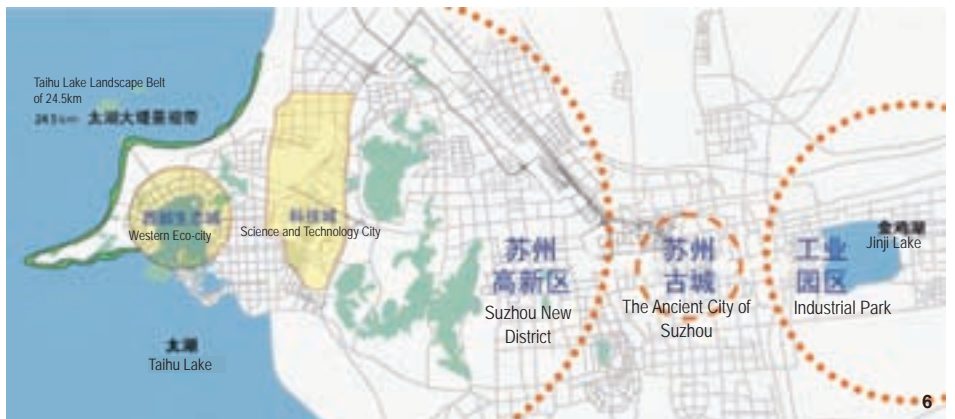 Taihu Lake Landscape Belt
of 24.5km
24.5 km 太湖大堤景观带
西部生态城
Western Eco-city
科技城
Science and Technology City
苏州
高新区
Suzhou New
District
苏州
古城
The Ancient City of
Suzhou
工业
园区
Industrial Park
金鸡湖
Jinji Lake
太湖
Taihu Lake
6